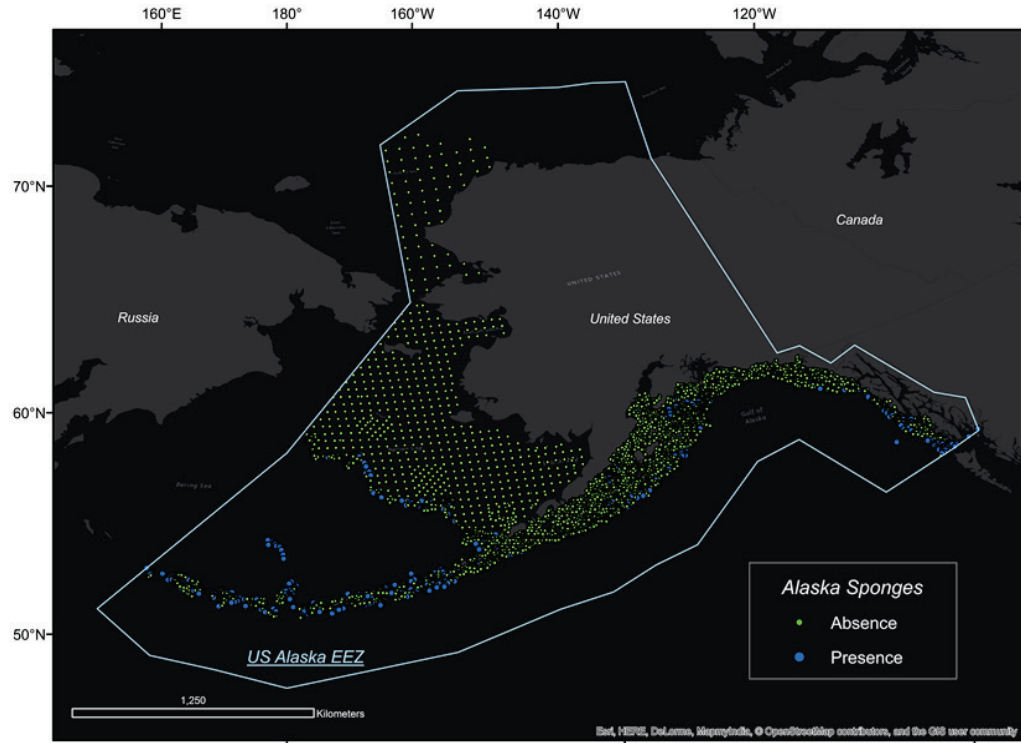 160°E 180° 160°W 140°W 120°W
70°N
Canada
UNITED STATES
Russia
United States
60°N
Gulf of
Alaska
Bering Sea
Alaska Sponges
Absence
50°N
US Alaska EEZ
Presence
1,250
Kilometers
Esri, HERE, DeLorme, MapmyIndia, © OpenStreetMap contributors, and the GIS user community